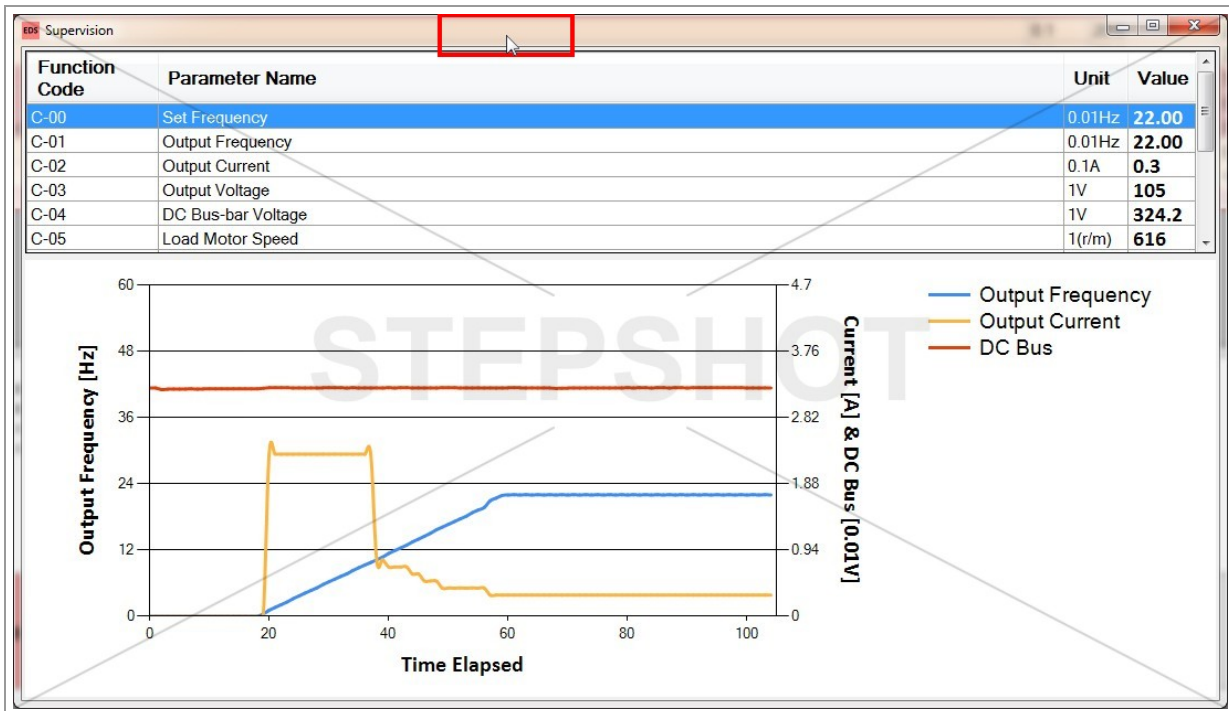 EDS Supervision
Function Code Parameter Name Unit Value
C-00 Set Frequency 0.01Hz 22.00
C-01 Output Frequency 0.01Hz 22.00
C-02 Output Current 0.1A 0.3
C-03 Output Voltage 1V 105
C-04 DC Bus-bar Voltage 1V 324.2
C-05 Load Motor Speed 1(r/m) 616
STEPSHOT
Output Frequency [Hz]
60
48
36
24
12
0
4.7
3.76
2.82
1.88
0.94
0
Current [A] & DC Bus [0.01V]
Output Frequency
Output Current
DC Bus
0 20 40 60 80 100
Time Elapsed